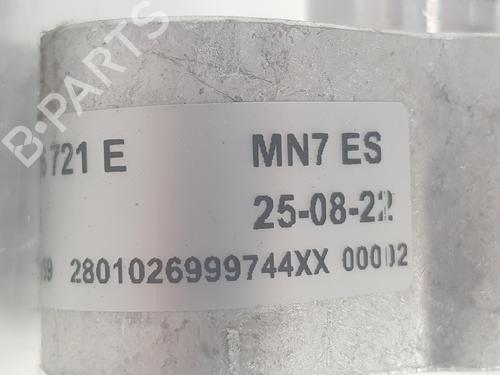 B-PARTS
721 E MN7 ES
25-08-22
2801026999744XX 00002